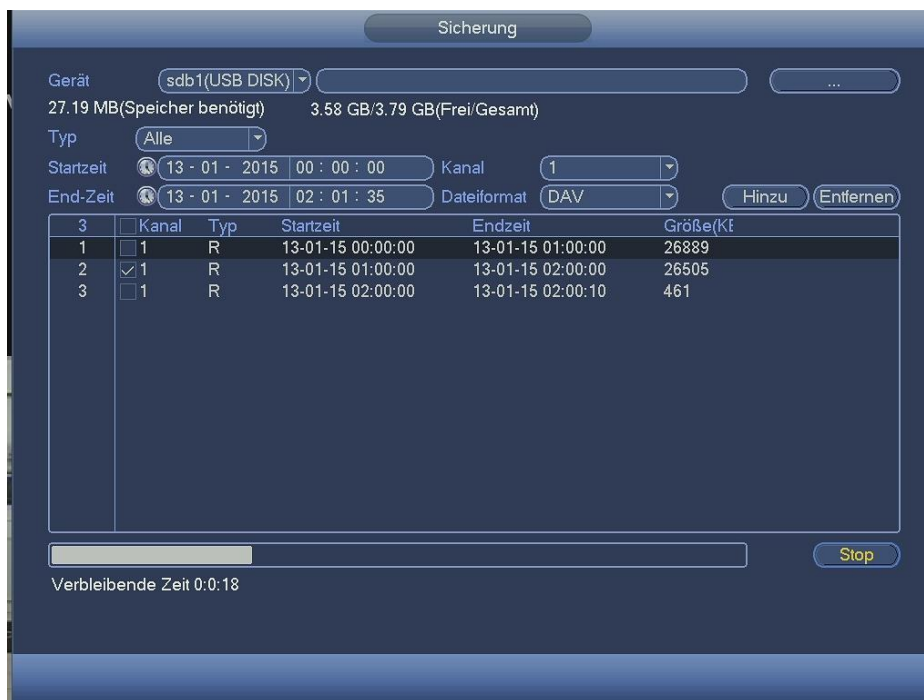 Sicherung
Gerät sdb1(USB DISK) ...
27.19 MB(Speicher benötigt) 3.58 GB/3.79 GB(Frei/Gesamt)
Typ Alle
Startzeit 13 - 01 - 2015 00 : 00 : 00 Kanal 1
End-Zeit 13 - 01 - 2015 02 : 01 : 35 Dateiformat DAV Hinzu Entfernen
3 Kanal Typ Startzeit Endzeit Größe(KE
1 1 R 13-01-15 00:00:00 13-01-15 01:00:00 26889
2 1 R 13-01-15 01:00:00 13-01-15 02:00:00 26505
3 1 R 13-01-15 02:00:00 13-01-15 02:00:10 461
Stop
Verbleibende Zeit 0:0:18